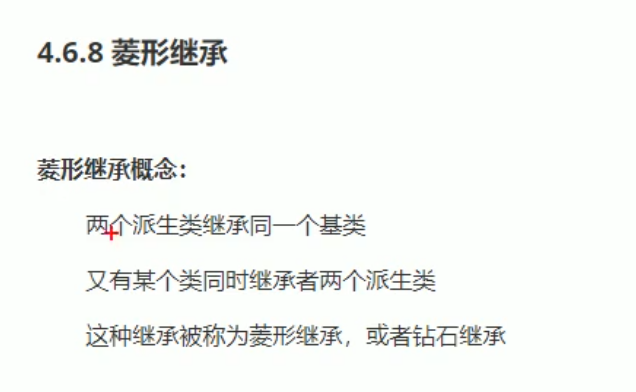 4.6.8 菱形继承
菱形继承概念：
两个派生类继承同一个基类
又有某个类同时继承者两个派生类
这种继承被称为菱形继承，或者钻石继承